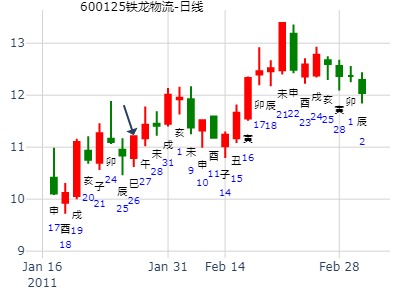 600125铁龙物流-日线
13
12
11
10
9
申
17
酉
18
戌
19
亥
20
子
21
卯
24
辰
25
巳
26
午
27
未
28
戌
31
亥
1
未
9
申
10
酉
11
子
14
丑
15
寅
16
卯
17
辰
18
未
21
申
22
酉
23
戌
24
亥
25
寅
28
卯
1
辰
2
Jan 16
2011
Jan 31
Feb 14
Feb 28